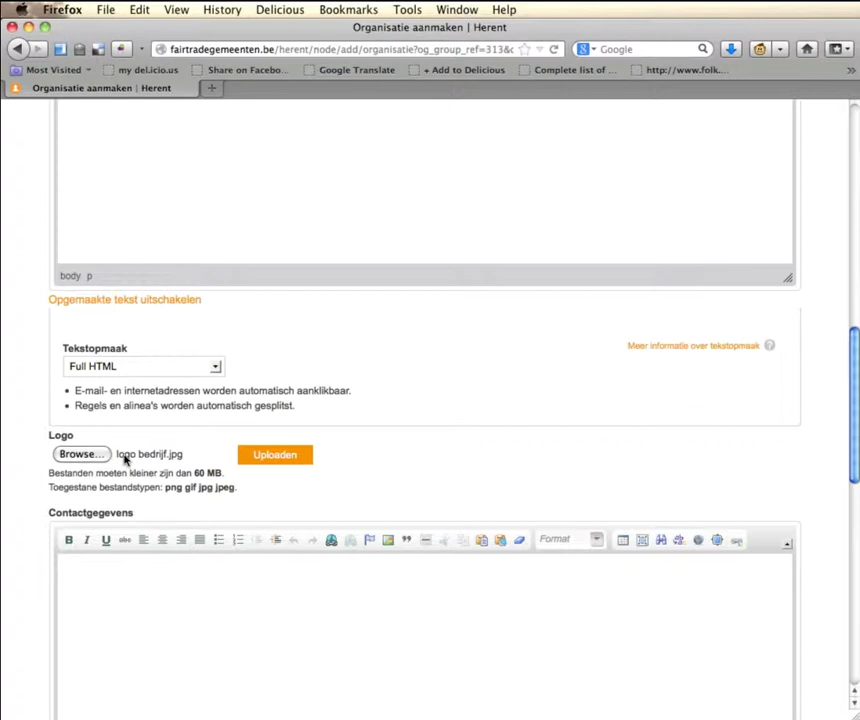 Firefox File Edit View History Delicious Bookmarks Tools Window Help
Organisatie aanmaken | Herent
fairtradegemeenten.be/herent/node/add/organisatie?og_group_ref=313&c
Google
Most Visited my del.icio.us Share on Facebo... Google Translate + Add to Delicious Complete list of ... http://www.folk.... »
Organisatie aanmaken | Herent +
body p
Opgemaakte tekst uitschakelen
Tekstopmaak
Meer informatie over tekstopmaak ?
Full HTML
E-mail- en internetadressen worden automatisch aanklikbaar.
Regels en alinea's worden automatisch gesplitst.
Logo
Browse... logo bedrijf.jpg Uploaden
Bestanden moeten kleiner zijn dan 60 MB.
Toegestane bestandstypen: png gif jpg jpeg.
Contactgegevens
B I U abc Format